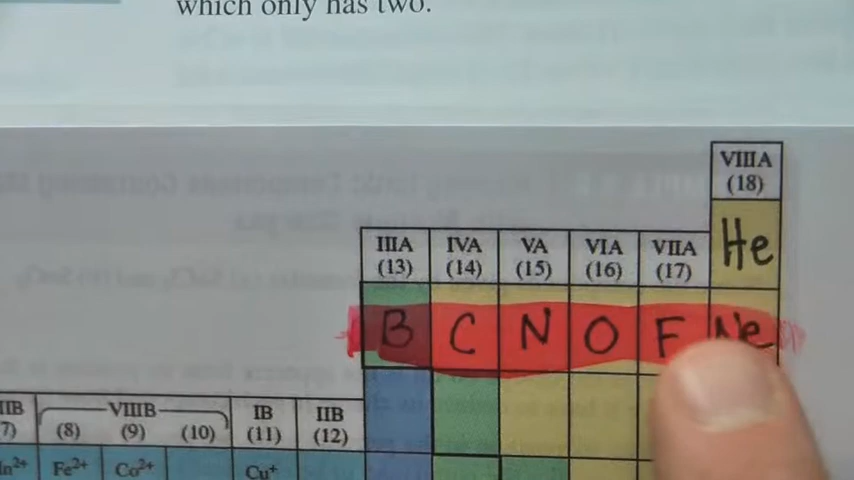 which only has two.
VIIIA
(18)
He
IIIA IVA VA VIA VIIA
(13) (14) (15) (16) (17)
B C N O F Ne
VIIIB IB IIB
(8) (9) (10) (11) (12)
Fe2+ Co2+ Cu+